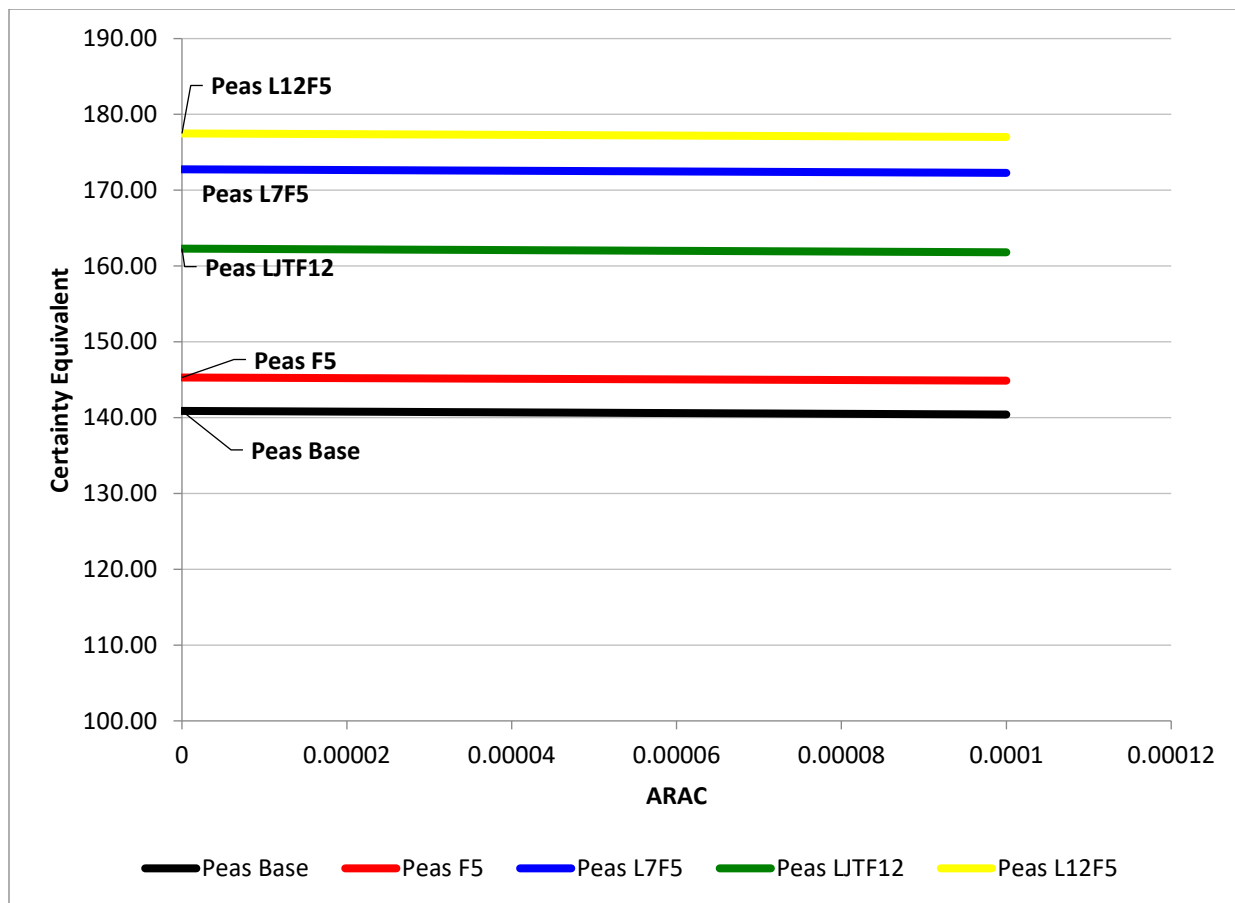 190.00
Peas L12F5
180.00
170.00
Peas L7F5
160.00
Peas LJTF12
150.00
Peas F5
140.00
Peas Base
130.00
120.00
110.00
100.00
Certainty Equivalent
0 0.00002 0.00004 0.00006 0.00008 0.0001 0.00012
ARAC
Peas Base Peas F5 Peas L7F5 Peas LJTF12 Peas L12F5